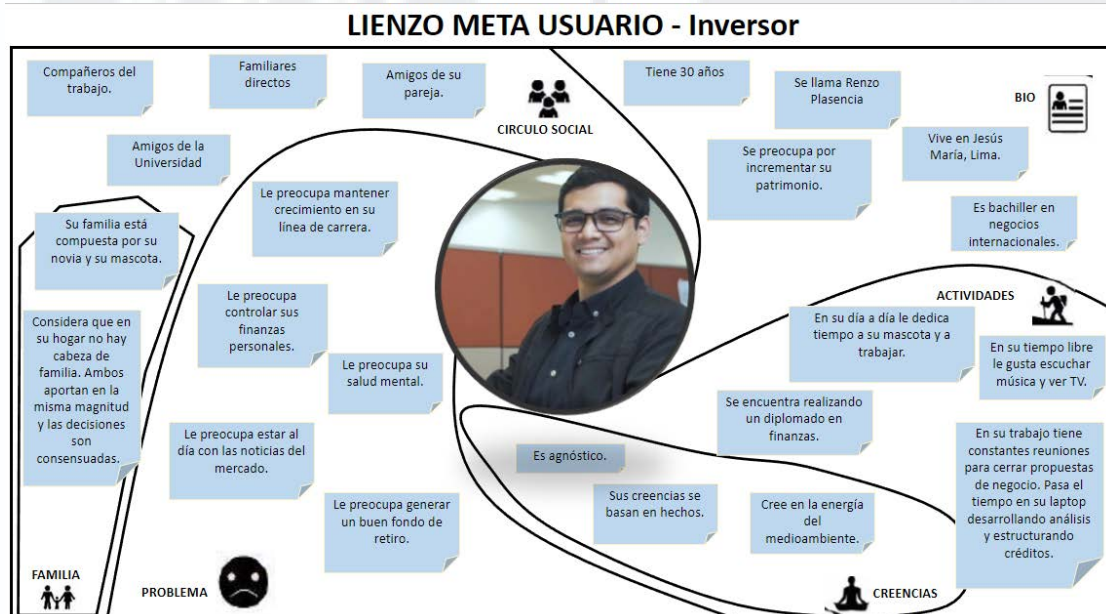 LIENZO META USUARIO - Inversor
Compañeros del
trabajo.
Familiares
directos
Amigos de su
pareja.
CIRCULO SOCIAL
Amigos de la
Universidad
Tiene 30 años
Se llama Renzo
Plasencia
BIO
Se preocupa por
incrementar su
patrimonio.
Vive en Jesús
María, Lima.
Es bachiller en
negocios
internacionales.
Su familia está
compuesta por su
novia y su mascota.
Considera que en
su hogar no hay
cabeza de
familia. Ambos
aportan en la
misma magnitud
y las decisiones
son
consensuadas.
FAMILIA
Le preocupa mantener
crecimiento en su
línea de carrera.
Le preocupa
controlar sus
finanzas
personales.
Le preocupa su
salud mental.
Le preocupa estar al
día con las noticias del
mercado.
Le preocupa generar
un buen fondo de
retiro.
PROBLEMA
ACTIVIDADES
En su día a día le dedica
tiempo a su mascota y a
trabajar.
En su tiempo libre
le gusta escuchar
música y ver TV.
Se encuentra realizando
un diplomado en
finanzas.
En su trabajo tiene
constantes reuniones
para cerrar propuestas
de negocio. Pasa el
tiempo en su laptop
desarrollando análisis
y estructurando
créditos.
Es agnóstico.
Sus creencias se
basan en hechos.
Cree en la energía
del
medioambiente.
CREENCIAS